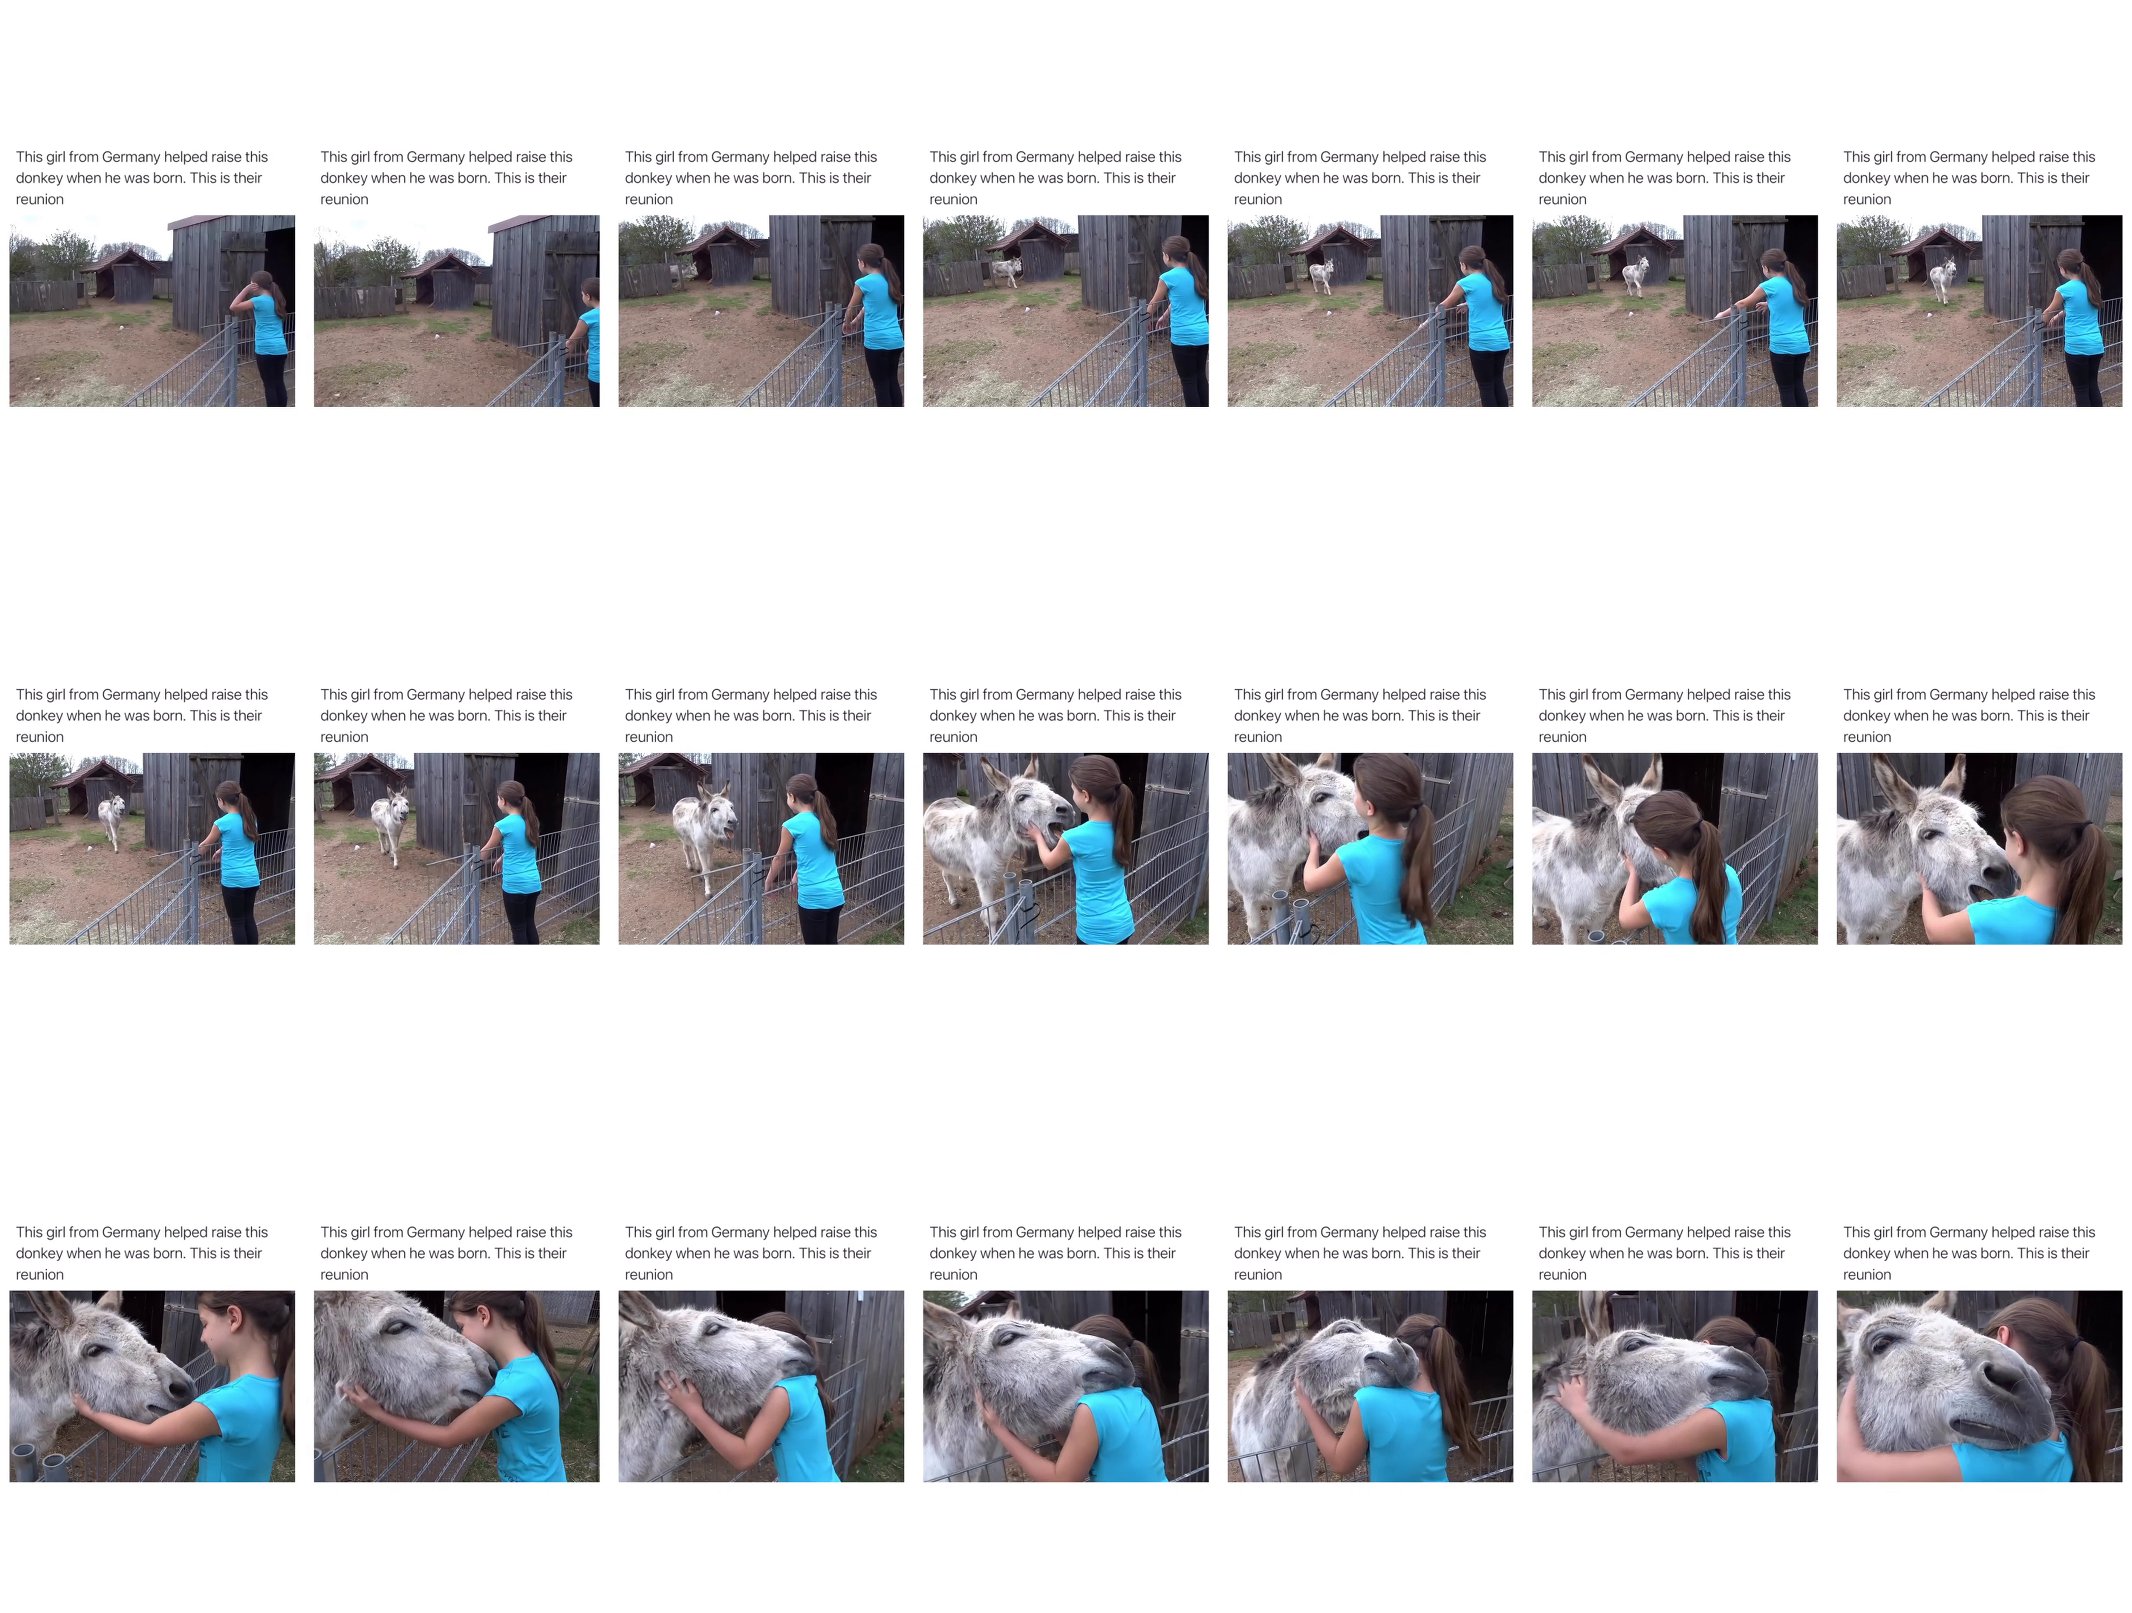 This girl from Germany helped raise this
donkey when he was born. This is their
reunion
This girl from Germany helped raise this
donkey when he was born. This is their
reunion
This girl from Germany helped raise this
donkey when he was born. This is their
reunion
This girl from Germany helped raise this
donkey when he was born. This is their
reunion
This girl from Germany helped raise this
donkey when he was born. This is their
reunion
This girl from Germany helped raise this
donkey when he was born. This is their
reunion
This girl from Germany helped raise this
donkey when he was born. This is their
reunion
This girl from Germany helped raise this
donkey when he was born. This is their
reunion
This girl from Germany helped raise this
donkey when he was born. This is their
reunion
This girl from Germany helped raise this
donkey when he was born. This is their
reunion
This girl from Germany helped raise this
donkey when he was born. This is their
reunion
This girl from Germany helped raise this
donkey when he was born. This is their
reunion
This girl from Germany helped raise this
donkey when he was born. This is their
reunion
This girl from Germany helped raise this
donkey when he was born. This is their
reunion
This girl from Germany helped raise this
donkey when he was born. This is their
reunion
This girl from Germany helped raise this
donkey when he was born. This is their
reunion
This girl from Germany helped raise this
donkey when he was born. This is their
reunion
This girl from Germany helped raise this
donkey when he was born. This is their
reunion
This girl from Germany helped raise this
donkey when he was born. This is their
reunion
This girl from Germany helped raise this
donkey when he was born. This is their
reunion
This girl from Germany helped raise this
donkey when he was born. This is their
reunion